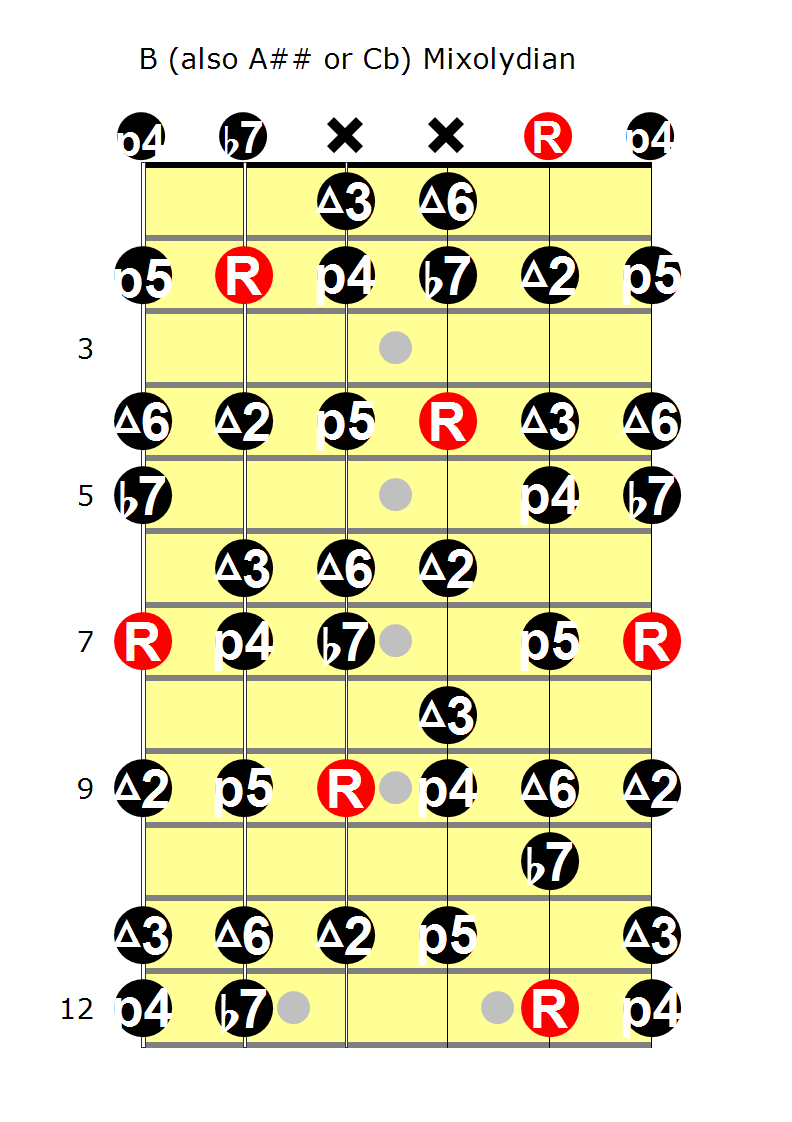 B (also A## or Cb) Mixolydian
p4 ♭7 × × R p4
Δ3 Δ6
p5 R p4 ♭7 Δ2 p5
3
Δ6 Δ2 p5 R Δ3 Δ6
5 ♭7 p4 ♭7
Δ3 Δ6 Δ2
7 R p4 ♭7 p5 R
Δ3
9 Δ2 p5 R p4 Δ6 Δ2
♭7
Δ3 Δ6 Δ2 p5 Δ3
12 p4 ♭7 R p4